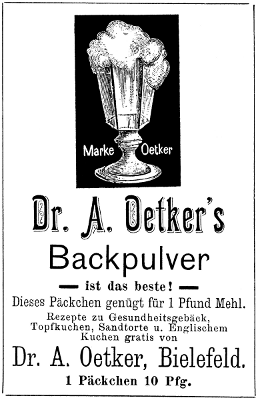 Marke Oetker
Dr. A. Oetker's
Backpulver
— ist das beste! —
Dieses Päckchen genügt für 1 Pfund Mehl.
Rezepte zu Gesundheitsgebäck,
Topfkuchen, Sandtorte u. Englischem
Kuchen gratis von
Dr. A. Oetker, Bielefeld.
1 Päckchen 10 Pfg.